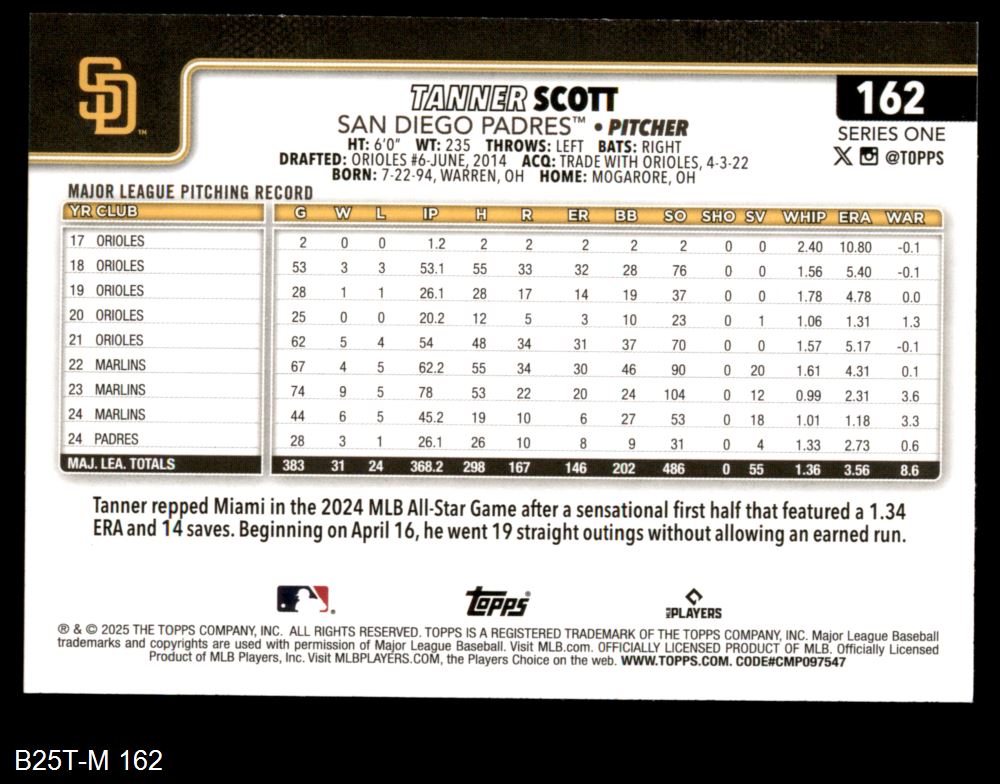 SD
TM
TANNER SCOTT
162
SAN DIEGO PADRES™ • PITCHER
SERIES ONE
HT: 6'0" WT: 235 THROWS: LEFT BATS: RIGHT
@TOPPS
DRAFTED: ORIOLES #6-JUNE, 2014 ACQ: TRADE WITH ORIOLES, 4-3-22
BORN: 7-22-94, WARREN, OH HOME: MOGARORE, OH
MAJOR LEAGUE PITCHING RECORD
YR CLUB G W L IP H R ER BB SO SHO SV WHIP ERA WAR
17 ORIOLES 2 0 0 1.2 2 2 2 2 2 0 0 2.40 10.80 -0.1
18 ORIOLES 53 3 3 53.1 55 33 32 28 76 0 0 1.56 5.40 -0.1
19 ORIOLES 28 1 1 26.1 28 17 14 19 37 0 0 1.78 4.78 0.0
20 ORIOLES 25 0 0 20.2 12 5 3 10 23 0 1 1.06 1.31 1.3
21 ORIOLES 62 5 4 54 48 34 31 37 70 0 0 1.57 5.17 -0.1
22 MARLINS 67 4 5 62.2 55 34 30 46 90 0 20 1.61 4.31 0.1
23 MARLINS 74 9 5 78 53 22 20 24 104 0 12 0.99 2.31 3.6
24 MARLINS 44 6 5 45.2 19 10 6 27 53 0 18 1.01 1.18 3.3
24 PADRES 28 3 1 26.1 26 10 8 9 31 0 4 1.33 2.73 0.6
MAJ. LEA. TOTALS 383 31 24 368.2 298 167 146 202 486 0 55 1.36 3.56 8.6
Tanner repped Miami in the 2024 MLB All-Star Game after a sensational first half that featured a 1.34
ERA and 14 saves. Beginning on April 16, he went 19 straight outings without allowing an earned run.
Topps®
MLB PLAYERS
® & © 2025 THE TOPPS COMPANY, INC. ALL RIGHTS RESERVED. TOPPS IS A REGISTERED TRADEMARK OF THE TOPPS COMPANY, INC. Major League Baseball
trademarks and copyrights are used with permission of Major League Baseball. Visit MLB.com. OFFICIALLY LICENSED PRODUCT OF MLB. Officially Licensed
Product of MLB Players, Inc. Visit MLBPLAYERS.COM, the Players Choice on the web. WWW.TOPPS.COM. CODE#CMP097547
B25T-M 162